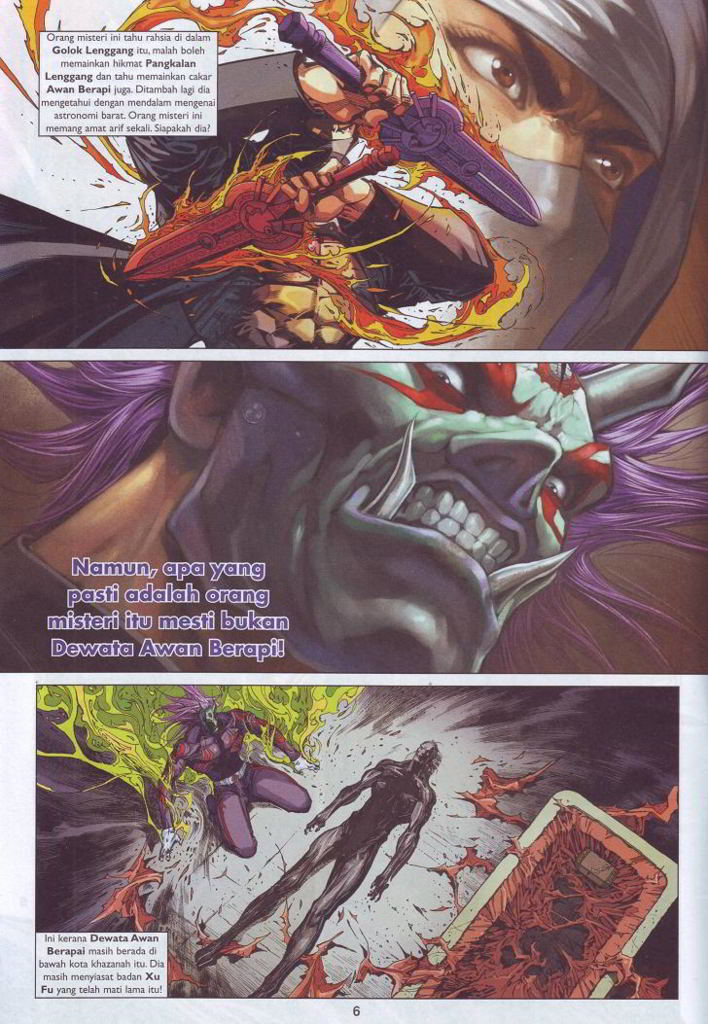 Orang misteri ini tahu rahsia di dalam
Golok Lenggang itu, malah boleh
memainkan hikmat Pangkalan
Lenggang dan tahu memainkan cakar
Awan Berapi juga. Ditambah lagi dia
mengetahui dengan mendalam mengenai
astronomi barat. Orang misteri ini
memang amat arif sekali. Siapakah dia?
Namun, apa yang
pasti adalah orang
misteri itu mesti bukan
Dewata Awan Berapi!
Ini kerana Dewata Awan
Berapai masih berada di
bawah kota khazanah itu. Dia
masih menyiasat badan Xu
Fu yang telah mati lama itu!
6